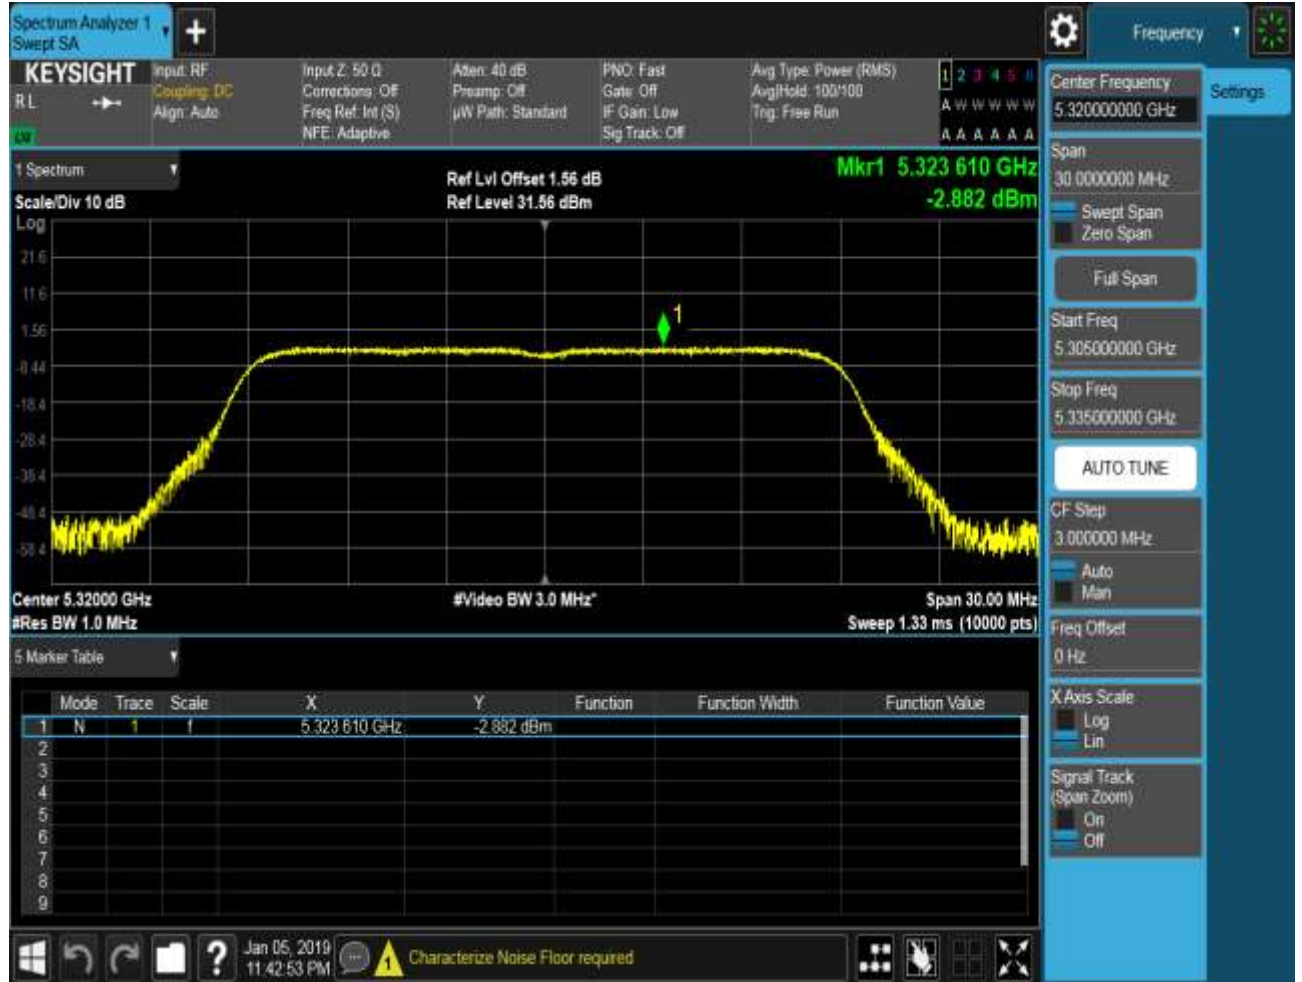 Spectrum Analyzer 1
Swept SA
+
Frequency
KEYSIGHT
R L
Input: RF
Coupling: DC
Align: Auto
Input Z: 50 Ω
Corrections: Off
Freq Ref: Int (S)
NFE: Adaptive
Atten: 40 dB
Preamp: Off
µW Path: Standard
PNO: Fast
Gate: Off
IF Gain: Low
Sig Track: Off
Avg Type: Power (RMS)
Avg|Hold: 100/100
Trig: Free Run
1 2 3 4 5 6
A W W W W W
A A A A A A
1 Spectrum
Scale/Div 10 dB
Ref Lvl Offset 1.56 dB
Ref Level 31.56 dBm
Mkr1 5.323 610 GHz
-2.882 dBm
Log
21.6
11.6
1.56
-8.44
-18.4
-28.4
-38.4
-48.4
-58.4
1
Center 5.32000 GHz
#Res BW 1.0 MHz
#Video BW 3.0 MHz*
Span 30.00 MHz
Sweep 1.33 ms (10000 pts)
5 Marker Table
Mode Trace Scale X Y Function Function Width Function Value
1 N 1 f 5.323 610 GHz -2.882 dBm
2
3
4
5
6
7
8
9
Jan 05, 2019
11:42:53 PM
1
Characterize Noise Floor required
Settings
Center Frequency
5.320000000 GHz
Span
30.0000000 MHz
Swept Span
Zero Span
Full Span
Start Freq
5.305000000 GHz
Stop Freq
5.335000000 GHz
AUTO TUNE
CF Step
3.000000 MHz
Auto
Man
Freq Offset
0 Hz
X Axis Scale
Log
Lin
Signal Track
(Span Zoom)
On
Off